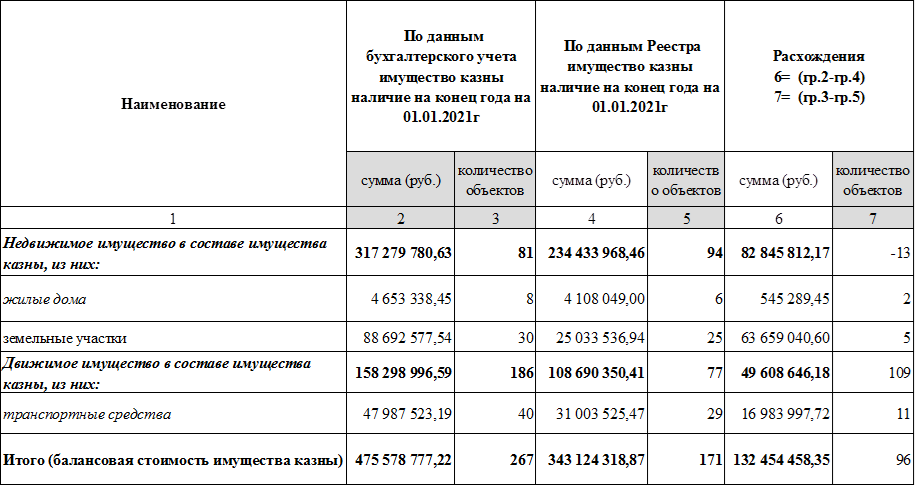 Наименование
По данным
бухгалтерского учета
имущество казны
наличие на конец года на
01.01.2021г
По данным Реестра
имущество казны
наличие на конец года на
01.01.2021г
Расхождения
6= (гр.2-гр.4)
7= (гр.3-гр.5)
сумма (руб.)
количество
объектов
сумма (руб.)
количеств
о объектов
сумма (руб.)
количество
объектов
1 2 3 4 5 6 7
Недвижимое имущество в составе имущества
казны, из них:
317 279 780,63 81 234 433 968,46 94 82 845 812,17 -13
жилые дома 4 653 338,45 8 4 108 049,00 6 545 289,45 2
земельные участки 88 692 577,54 30 25 033 536,94 25 63 659 040,60 5
Движимое имущество в составе имущества
казны, из них:
158 298 996,59 186 108 690 350,41 77 49 608 646,18 109
транспортные средства 47 987 523,19 40 31 003 525,47 29 16 983 997,72 11
Итого (балансовая стоимость имущества казны) 475 578 777,22 267 343 124 318,87 171 132 454 458,35 96